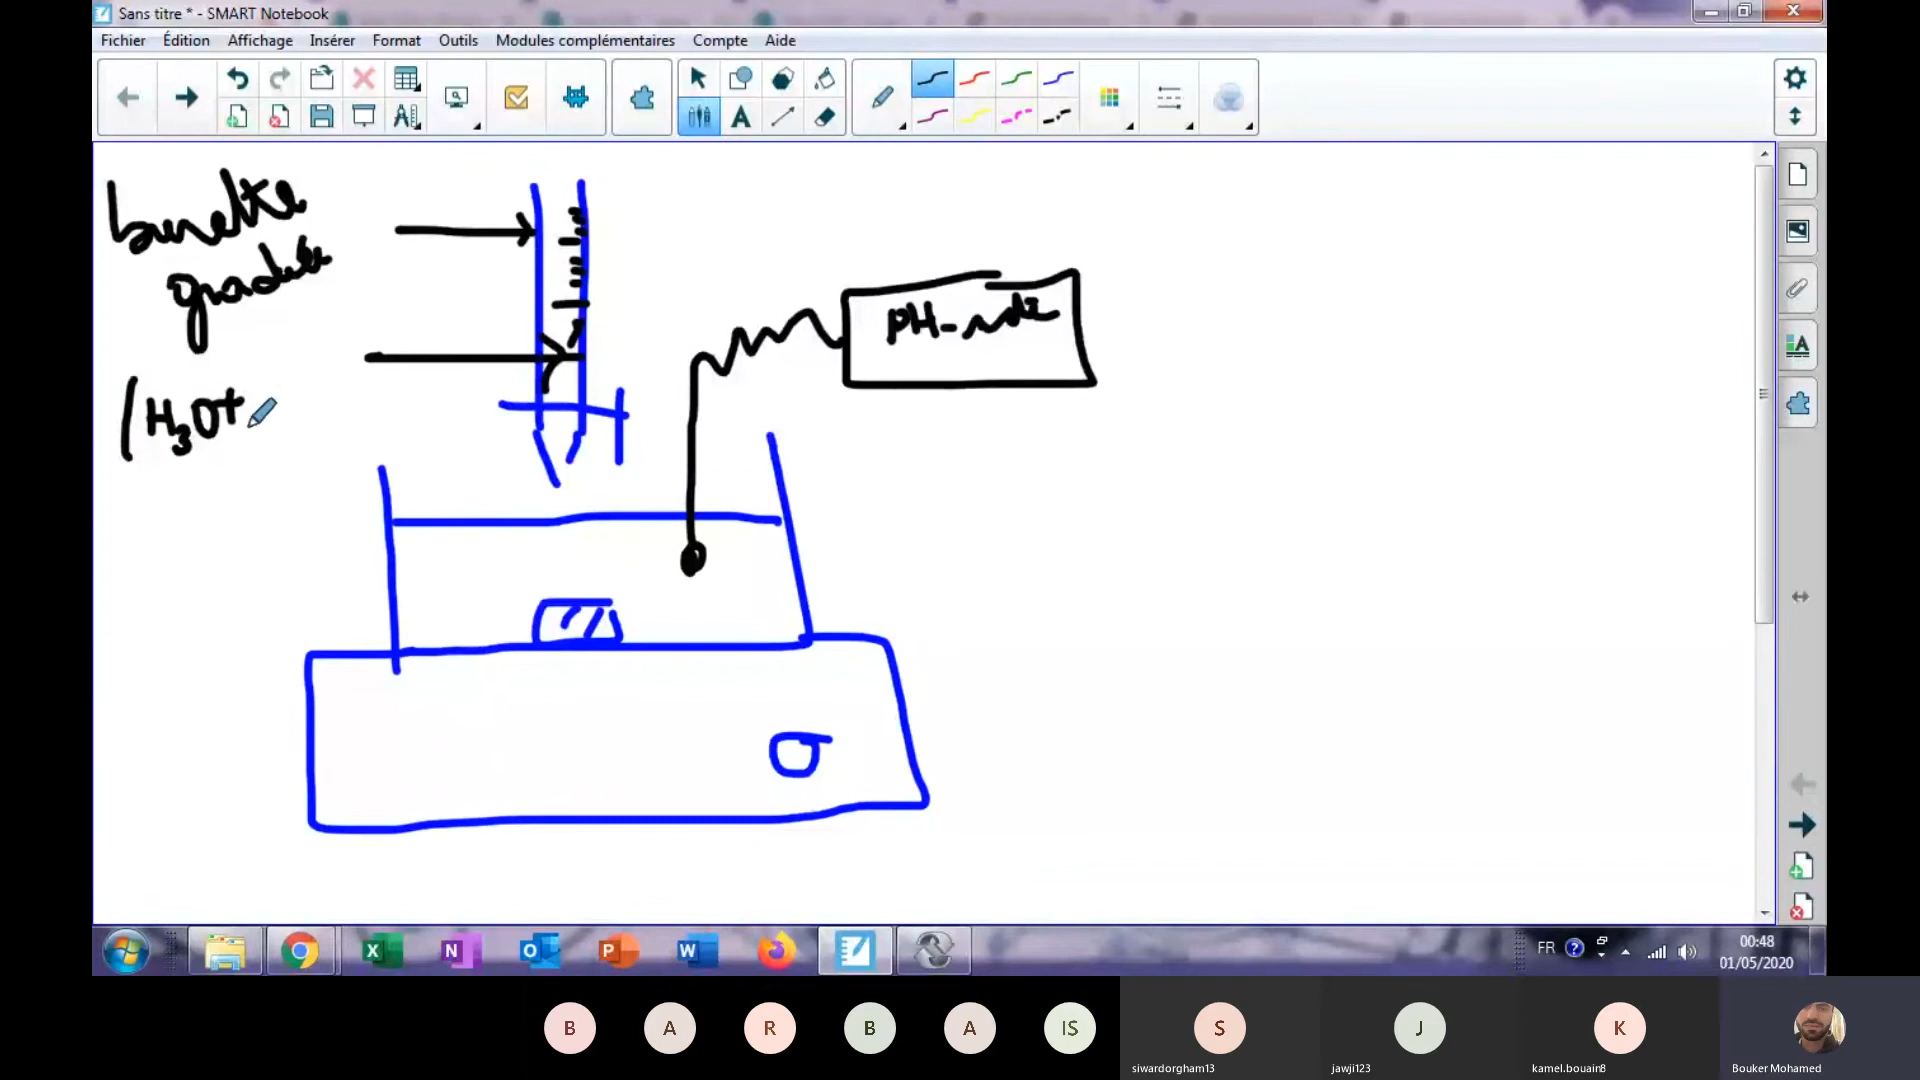 Sans titre * - SMART Notebook
Fichier Édition Affichage Insérer Format Outils Modules complémentaires Compte Aide
burette
graduée
(H3O+
PH-mètre
FR
00:48
01/05/2020
B A R B A IS S J K
siwardorgham13 jawji123 kamel.bouain8 Bouker Mohamed